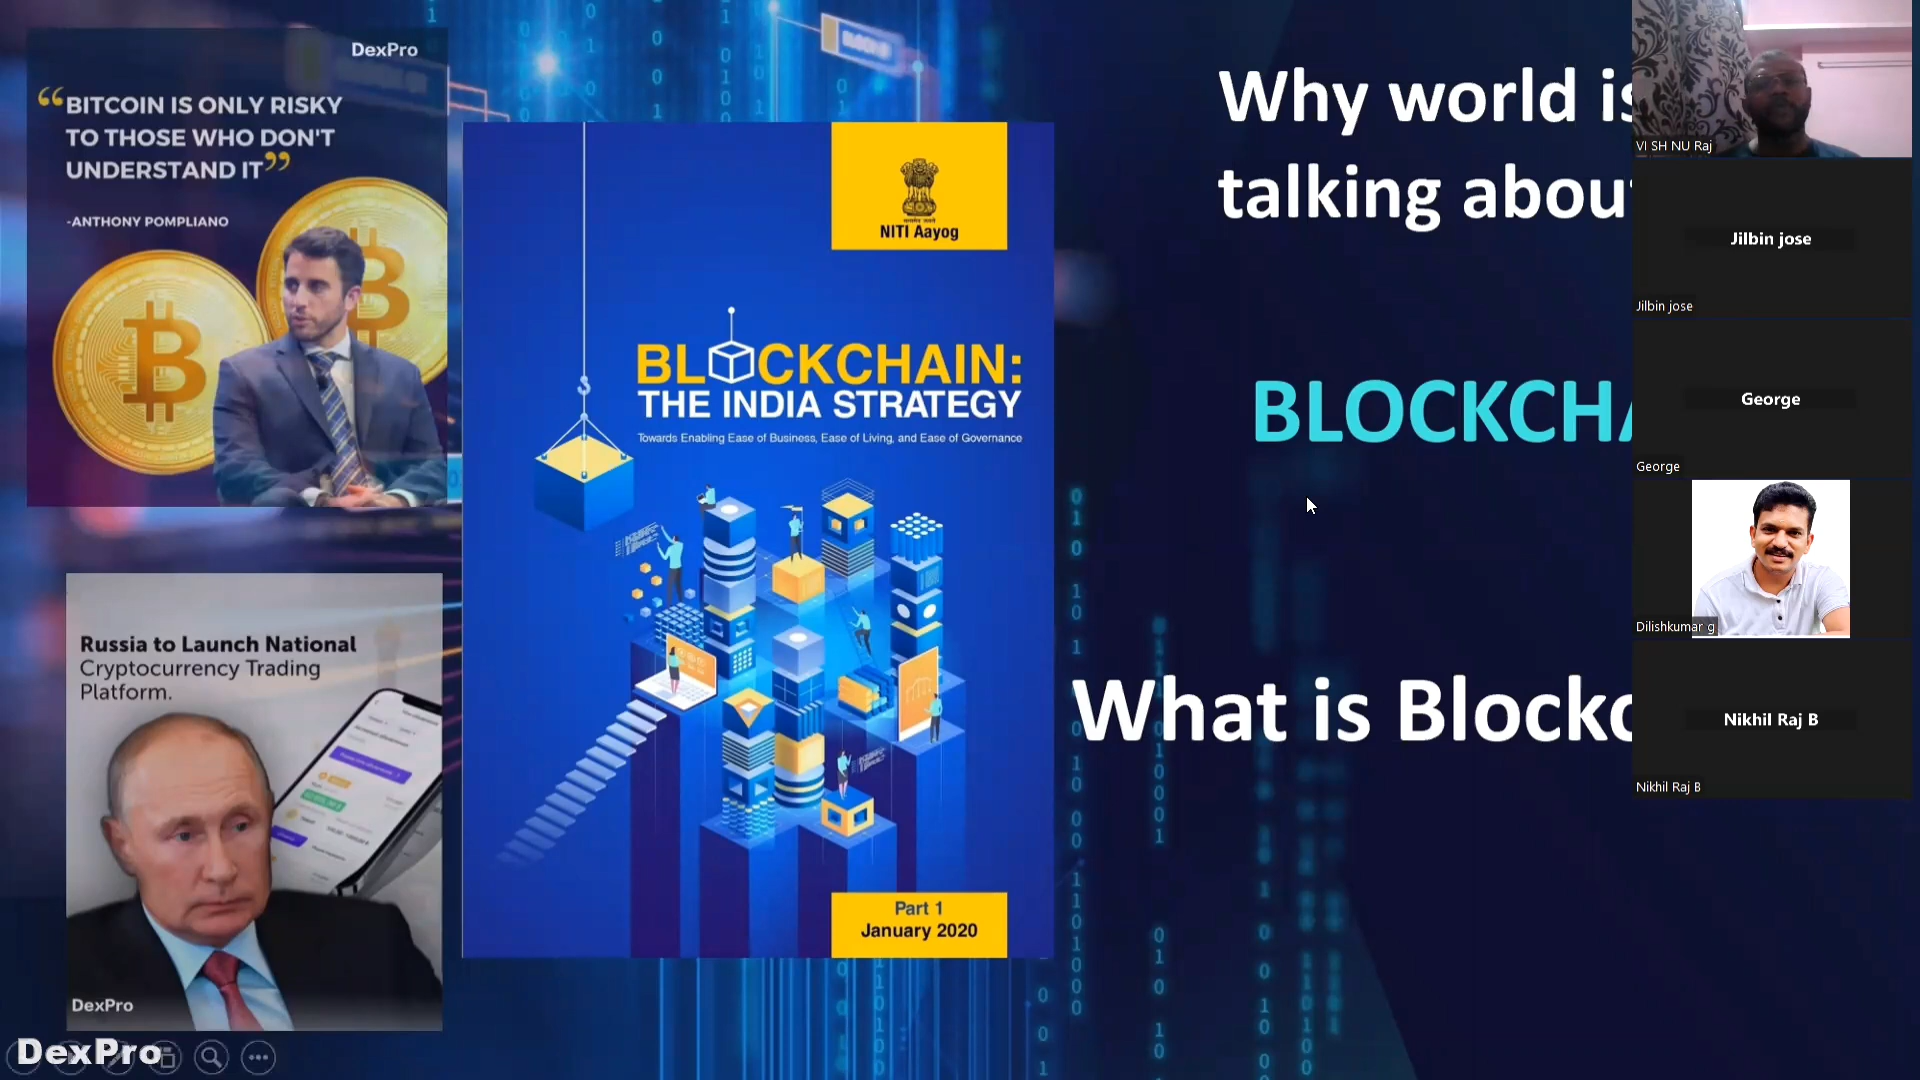 DexPro
“BITCOIN IS ONLY RISKY
TO THOSE WHO DON'T
UNDERSTAND IT”
-ANTHONY POMPLIANO
Russia to Launch National
Cryptocurrency Trading
Platform.
DexPro
DexPro
NITI Aayog
BLOCKCHAIN:
THE INDIA STRATEGY
Towards Enabling Ease of Business, Ease of Living, and Ease of Governance
Part 1
January 2020
Why world is
talking about
BLOCKCHA
What is Blockc
VI SH NU Raj
Jilbin jose
Jilbin jose
George
George
Dilishkumar g
Nikhil Raj B
Nikhil Raj B